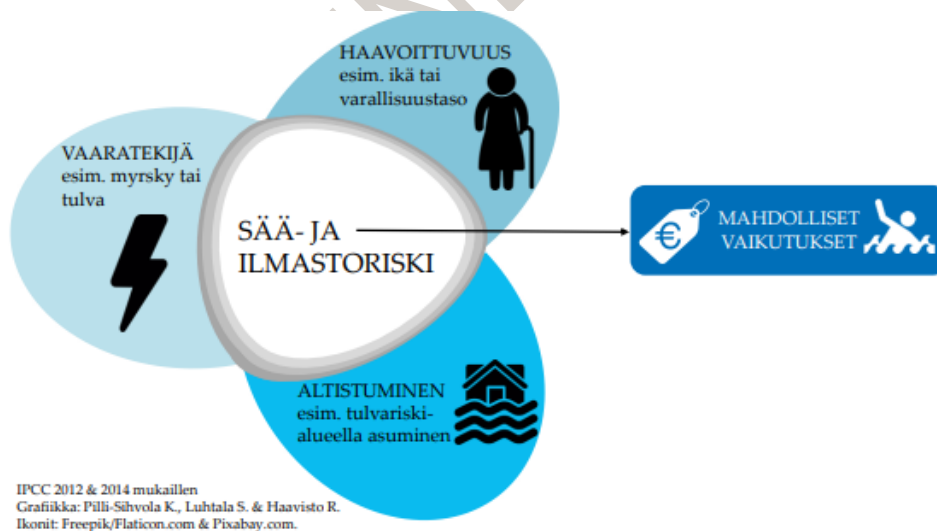 HAAVOITTUVUUS
esim. ikä tai
varallisuustaso
VAARATEKIJÄ
esim. myrsky tai
tulva
SÄÄ- JA
ILMASTORISKI
€
MAHDOLLISET
VAIKUTUKSET
ALTISTUMINEN
esim. tulvariski-
alueella asuminen
IPCC 2012 & 2014 mukaillen
Grafiikka: Pilli-Sihvola K., Luhtala S. & Haavisto R.
Ikonit: Freepik/Flaticon.com & Pixabay.com.